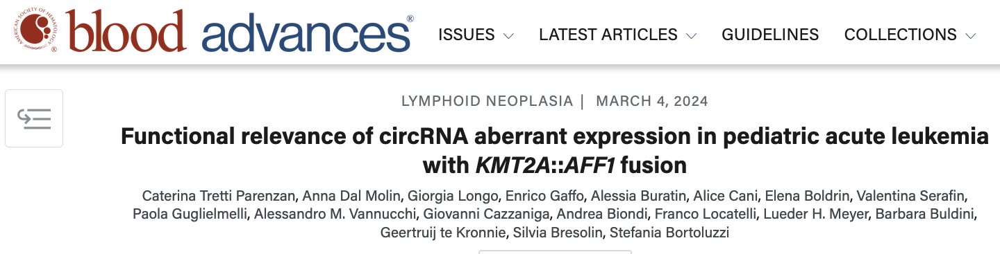 AMERICAN SOCIETY OF HEMATOLOGY ® blood advances® ISSUES LATEST ARTICLES GUIDELINES COLLECTIONS
LYMPHOID NEOPLASIA | MARCH 4, 2024
Functional relevance of circRNA aberrant expression in pediatric acute leukemia
with KMT2A::AFF1 fusion
Caterina Tretti Parenzan, Anna Dal Molin, Giorgia Longo, Enrico Gaffo, Alessia Buratin, Alice Cani, Elena Boldrin, Valentina Serafin,
Paola Guglielmelli, Alessandro M. Vannucchi, Giovanni Cazzaniga, Andrea Biondi, Franco Locatelli, Lueder H. Meyer, Barbara Buldini,
Geertruij te Kronnie, Silvia Bresolin, Stefania Bortoluzzi